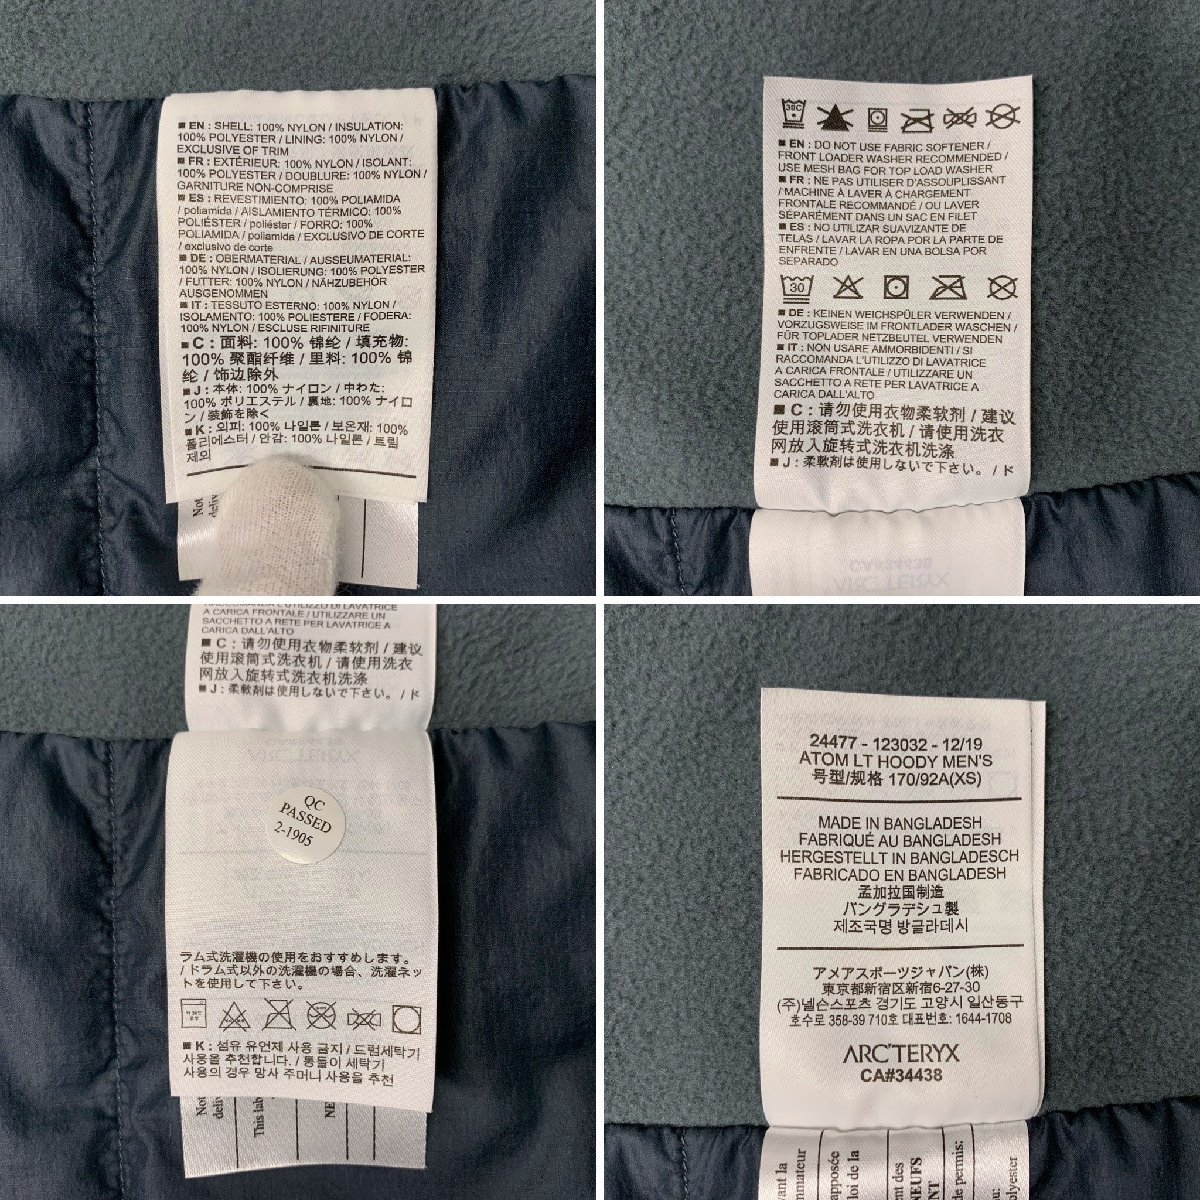 ■ EN : SHELL: 100% NYLON / INSULATION:
100% POLYESTER / LINING: 100% NYLON /
EXCLUSIVE OF TRIM
■ FR : EXTÉRIEUR: 100% NYLON / ISOLANT:
100% POLYESTER / DOUBLURE: 100% NYLON /
GARNITURE NON-COMPRISE
■ ES : REVESTIMIENTO: 100% POLIAMIDA
/ poliamida / AISLAMIENTO TÉRMICO: 100%
POLIÉSTER / poliéster / FORRO: 100%
POLIAMIDA / poliamida / EXCLUSIVO DE CORTE
/ exclusivo de corte
■ DE : OBERMATERIAL / AUSSEUMATERIAL:
100% NYLON / ISOLIERUNG: 100% POLYESTER
/ FUTTER: 100% NYLON / NÄHZUBEHÖR
AUSGENOMMEN
■ IT : TESSUTO ESTERNO: 100% NYLON /
ISOLAMENTO: 100% POLIESTERE / FODERA:
100% NYLON / ESCLUSE RIFINITURE
■ C : 面料: 100% 锦纶 / 填充物:
100% 聚酯纤维 / 里料: 100% 锦
纶 / 饰边除外
■ J : 本体: 100% ナイロン / 中わた:
100% ポリエステル / 裏地: 100% ナイロ
ン / 装飾を除く
■ K : 외피: 100% 나일론 / 보온재: 100%
폴리에스터 / 안감: 100% 나일론 / 트림
제외
Not
deliv
30C
■ EN : DO NOT USE FABRIC SOFTENER /
FRONT LOADER WASHER RECOMMENDED /
USE MESH BAG FOR TOP LOAD WASHER
■ FR : NE PAS UTILISER D'ASSOUPLISSANT
/ MACHINE À LAVER À CHARGEMENT
FRONTALE RECOMMANDÉ / OU LAVER
SÉPARÉMENT DANS UN SAC EN FILET
■ ES : NO UTILIZAR SUAVIZANTE DE
TELAS / LAVAR LA ROPA POR LA PARTE DE
ENFRENTE / LAVAR EN UNA BOLSA POR
SEPARADO
30
■ DE : KEINEN WEICHSPÜLER VERWENDEN /
VORZUGSWEISE IM FRONTLADER WASCHEN /
FÜR TOPLADER NETZBEUTEL VERWENDEN
■ IT : NON USARE AMMORBIDENTI / SI
RACCOMANDA L'UTILIZZO DI LAVATRICE
A CARICA FRONTALE / UTILIZZARE UN
SACCHETTO A RETE PER LAVATRICE A
CARICA DALL'ALTO
■ C : 请勿使用衣物柔软剂 / 建议
使用滚筒式洗衣机 / 请使用洗衣
网放入旋转式洗衣机洗涤
■ J : 柔軟剤は使用しないで下さい。 / ド
L'UTILIZZO DI LAVATRICE
A CARICA FRONTALE / UTILIZZARE UN
SACCHETTO A RETE PER LAVATRICE A
CARICA DALL'ALTO
■ C : 请勿使用衣物柔软剂 / 建议
使用滚筒式洗衣机 / 请使用洗衣
网放入旋转式洗衣机洗涤
■ J : 柔軟剤は使用しないで下さい。 / ド
QC
PASSED
2-1905
ラム式洗濯機の使用をおすすめします。
/ ドラム式以外の洗濯機の場合、洗濯ネッ
トを使用して下さい。
■ K : 섬유 유연제 사용 금지 / 드럼세탁기
사용을 추천합니다. / 통돌이 세탁기
사용의 경우 망사 주머니 사용을 추천
Not
deliv
This lab
NE
24477 - 123032 - 12/19
ATOM LT HOODY MEN'S
号型/规格 170/92A(XS)
MADE IN BANGLADESH
FABRIQUÉ AU BANGLADESH
HERGESTELLT IN BANGLADESCH
FABRICADO EN BANGLADESH
孟加拉国制造
バングラデシュ製
제조국명 방글라데시
アメアスポーツジャパン(株)
東京都新宿区新宿6-27-30
(주)넬슨스포츠 경기도 고양시 일산동구
호수로 358-39 710호 대표번호: 1644-1708
ARC'TERYX
CA#34438
vant la
mmateur
apposée
loi de la
nt des
EUFS
NT
de permis:
yester